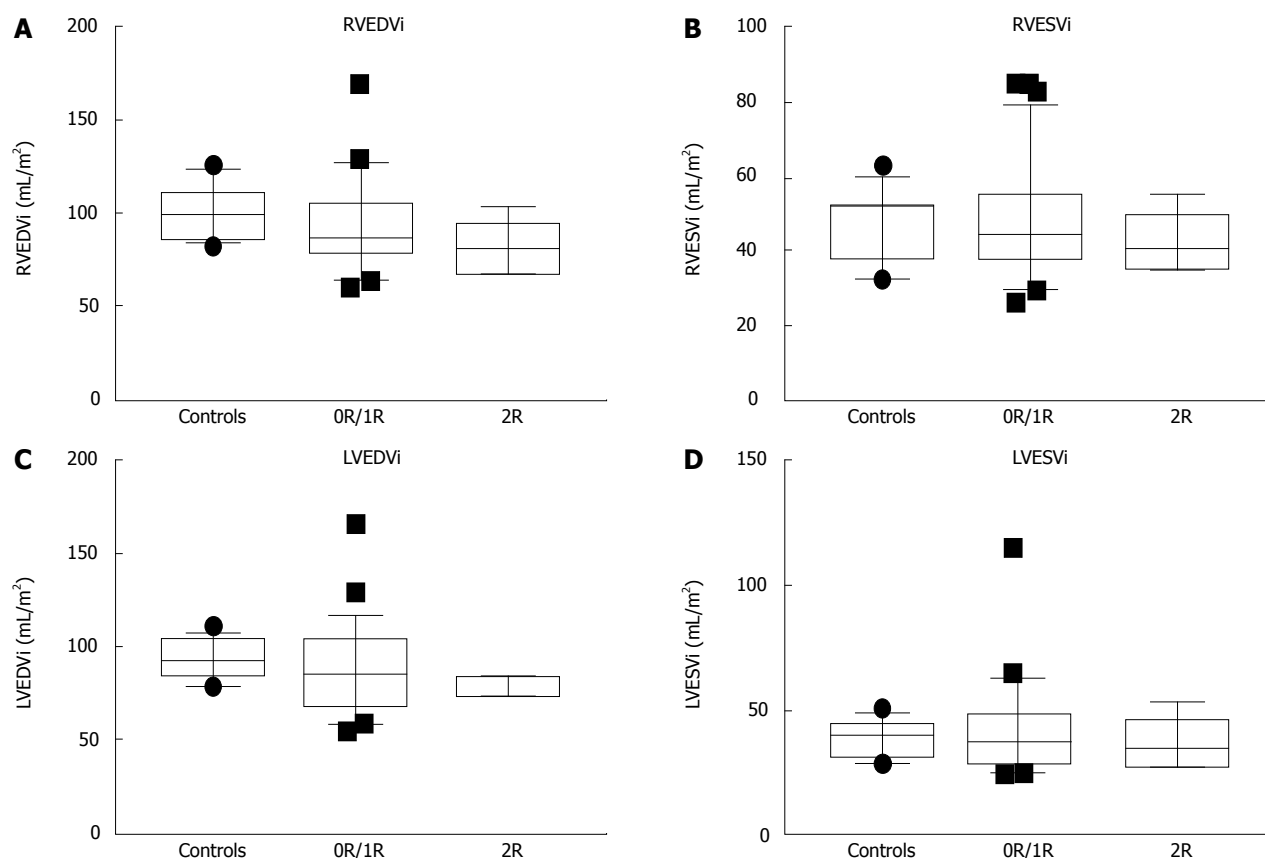 A
RVEDVi
RVEDVi (mL/m²)
200
150
100
50
0
Controls 0R/1R 2R
B
RVESVi
RVESVi (mL/m²)
100
80
60
40
20
0
Controls 0R/1R 2R
C
LVEDVi
LVEDVi (mL/m²)
200
150
100
50
0
Controls 0R/1R 2R
D
LVESVi
LVESVi (mL/m²)
150
100
50
0
Controls 0R/1R 2R